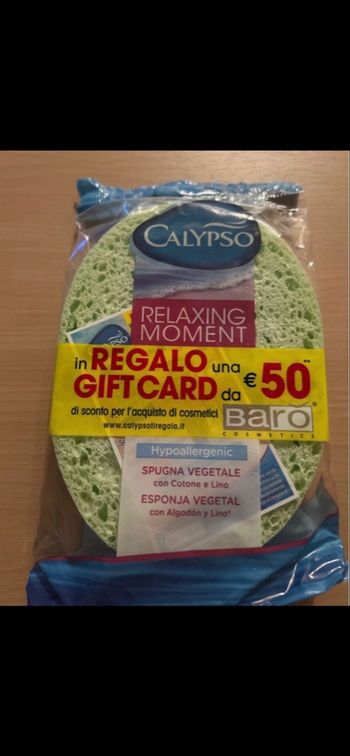 CALYPSO
RELAXING
MOMENT
in REGALO una
GIFT CARD da €50**
di sconto per l'acquisto di cosmetici
www.calypsotiregala.it
Barò®
COSMETICS
Hypoallergenic
SPUGNA VEGETALE
con Cotone e Lino
ESPONJA VEGETAL
con Algodón y Lino*